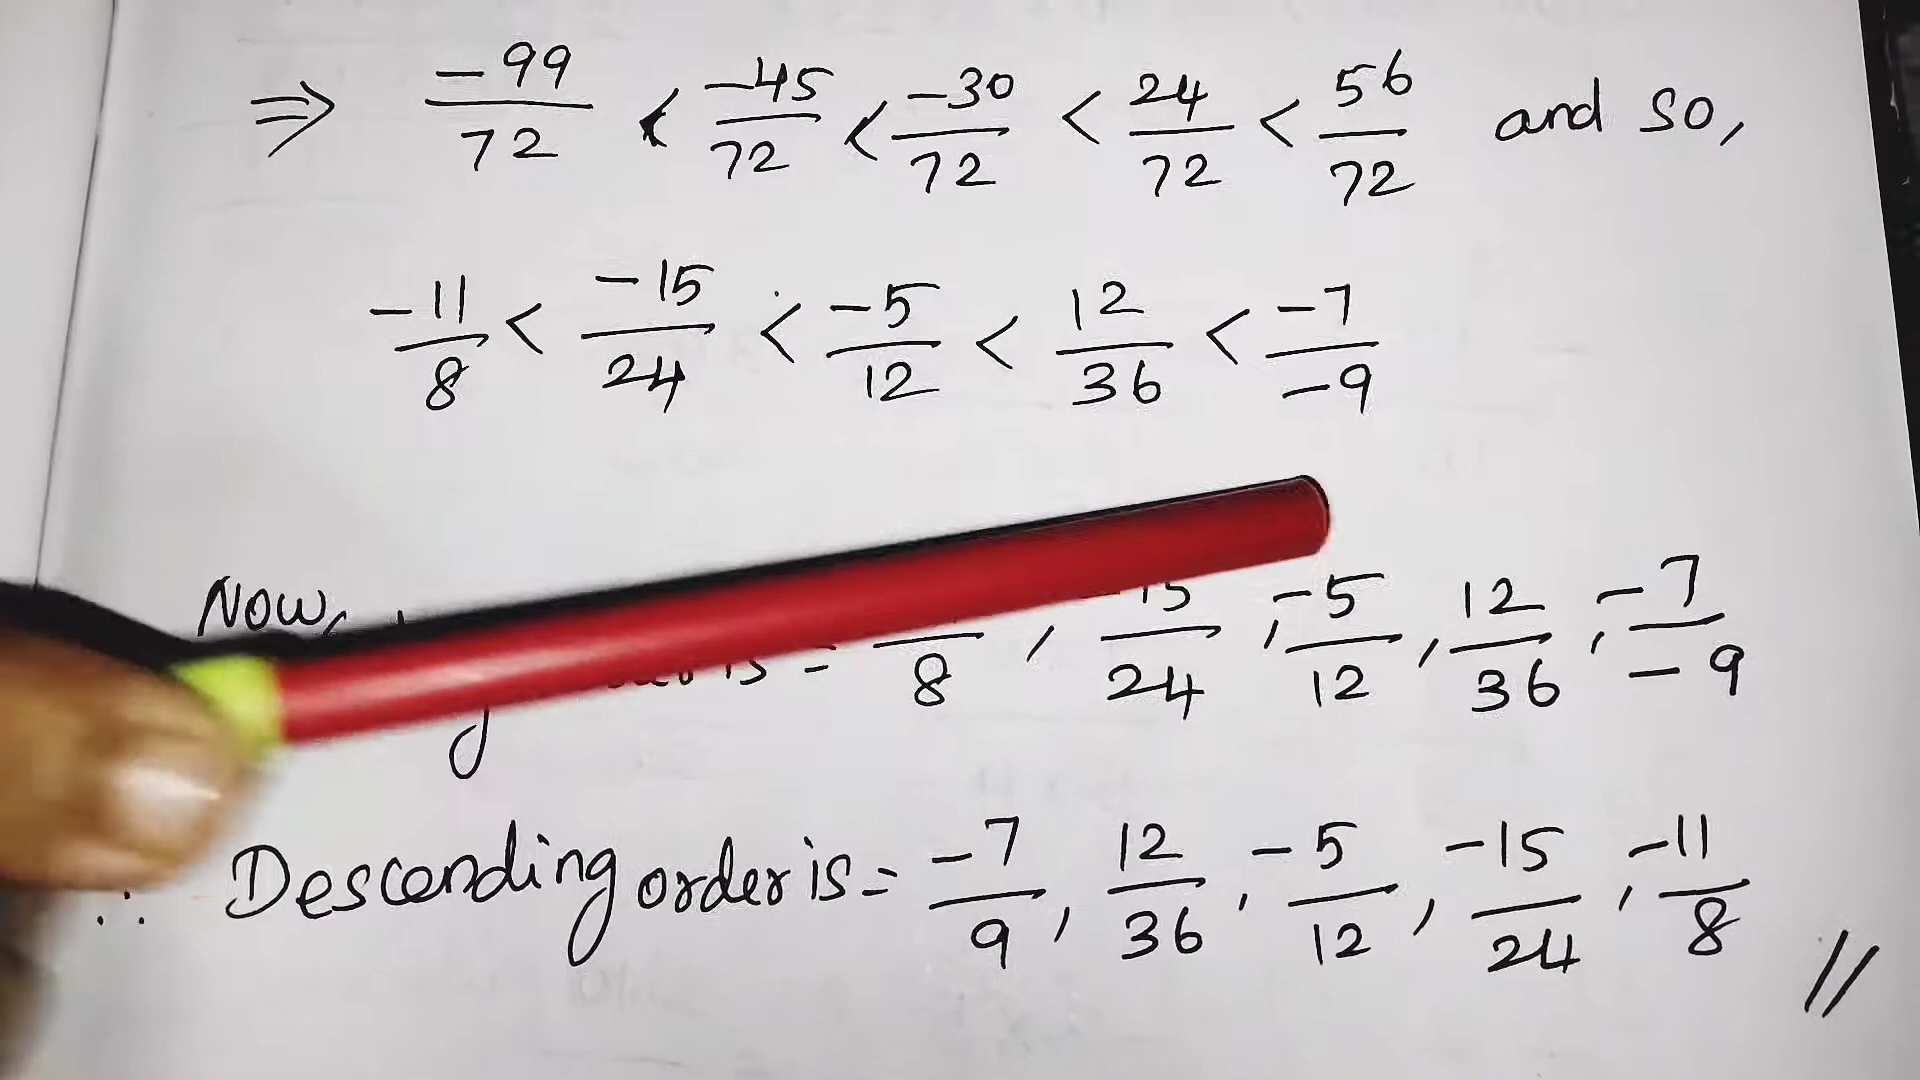 ⇒ -99/72 < -45/72 < -30/72 < 24/72 < 56/72 and so,
-11/8 < -15/24 < -5/12 < 12/36 < -7/-9
Now,
is = /8, 15/24, -5/12, 12/36, -7/-9
∴ Descending order is = -7/9, 12/36, -5/12, -15/24, -11/8 //